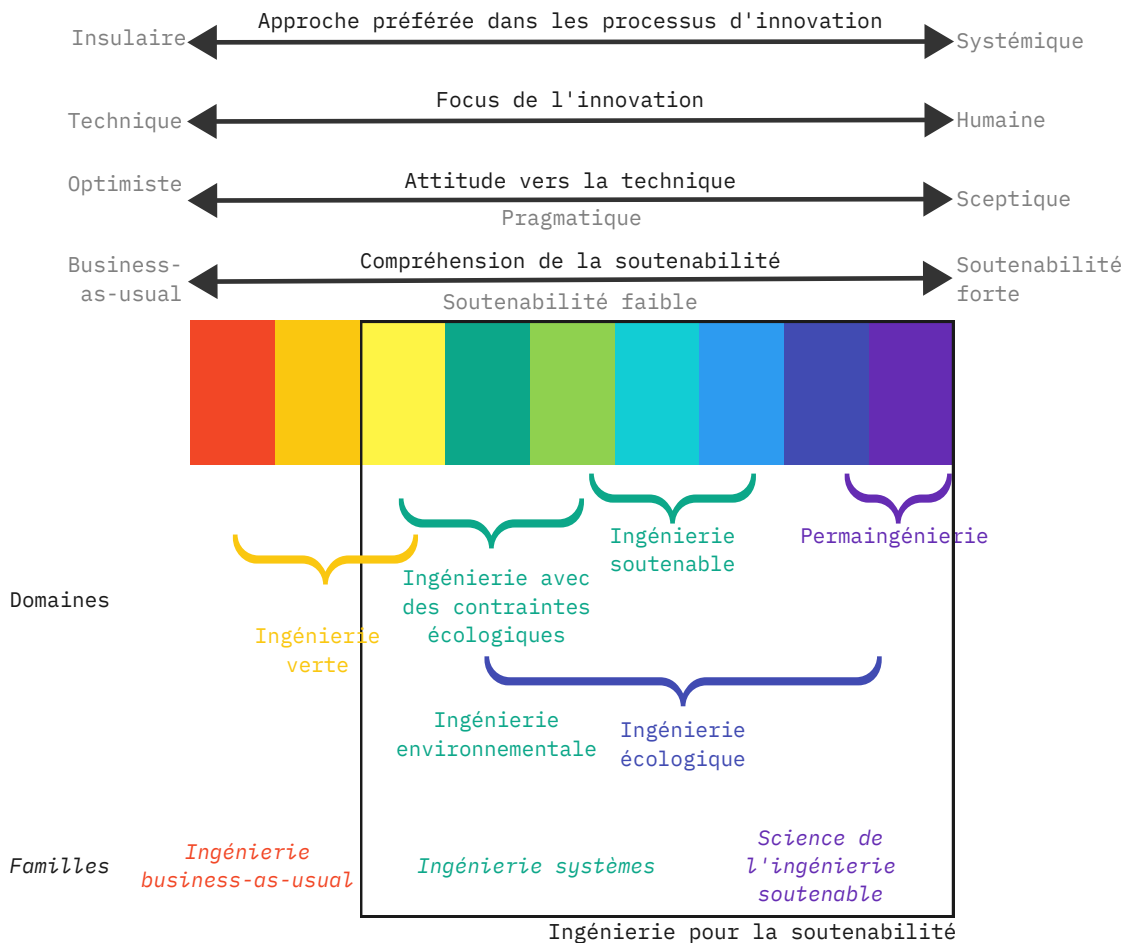 Approche préférée dans les processus d'innovation
Insulaire
Systémique
Focus de l'innovation
Technique
Humaine
Optimiste
Attitude vers la technique
Sceptique
Pragmatique
Business-
as-usual
Compréhension de la soutenabilité
Soutenabilité
forte
Soutenabilité faible
Ingénierie
soutenable
Permaingénierie
Ingénierie avec
des contraintes
écologiques
Domaines
Ingénierie
verte
Ingénierie
environnementale
Ingénierie
écologique
Familles
Ingénierie
business-as-usual
Ingénierie systèmes
Science de
l'ingénierie
soutenable
Ingénierie pour la soutenabilité